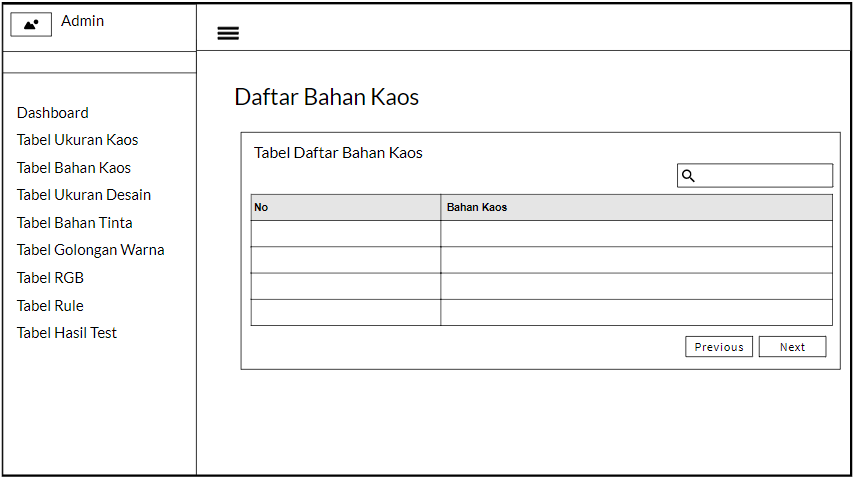 Admin
Dashboard
Tabel Ukuran Kaos
Tabel Bahan Kaos
Tabel Ukuran Desain
Tabel Bahan Tinta
Tabel Golongan Warna
Tabel RGB
Tabel Rule
Tabel Hasil Test
Daftar Bahan Kaos
Tabel Daftar Bahan Kaos
No Bahan Kaos
Previous Next